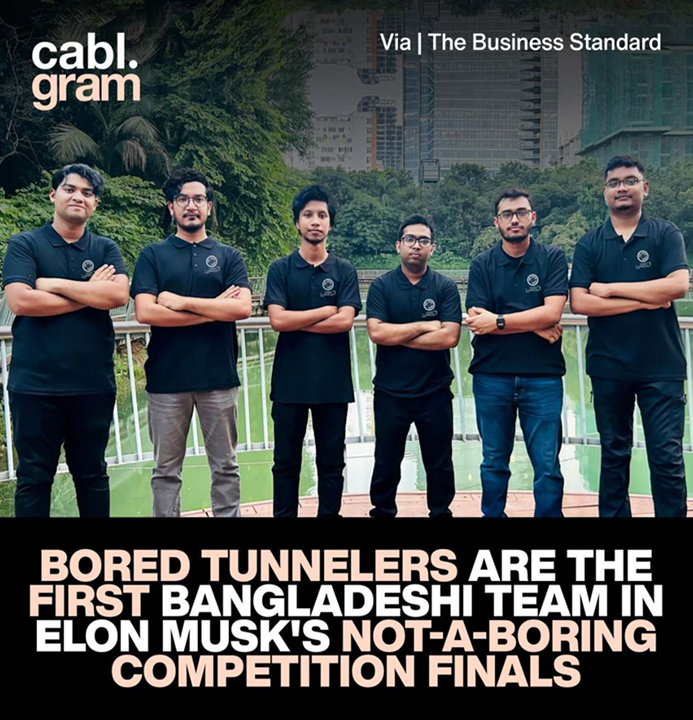 cabl.
gram
Via | The Business Standard
BORED TUNNELERS ARE THE
FIRST BANGLADESHI TEAM IN
ELON MUSK'S NOT-A-BORING
COMPETITION FINALS